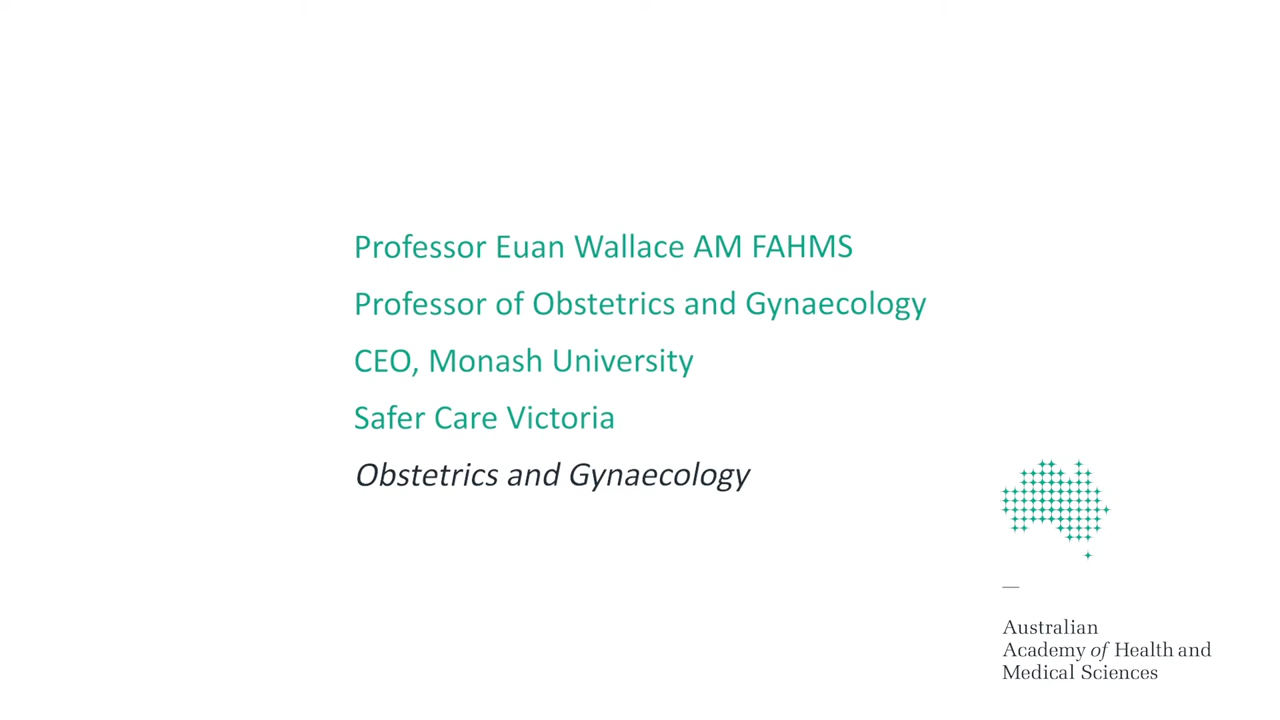 Professor Euan Wallace AM FAHMS
Professor of Obstetrics and Gynaecology
CEO, Monash University
Safer Care Victoria
Obstetrics and Gynaecology
Australian
Academy of Health and
Medical Sciences